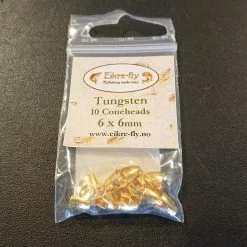 Eikre-fly
Tungsten
10 Coneheads
6 x 6mm
www.eikre-fly.no